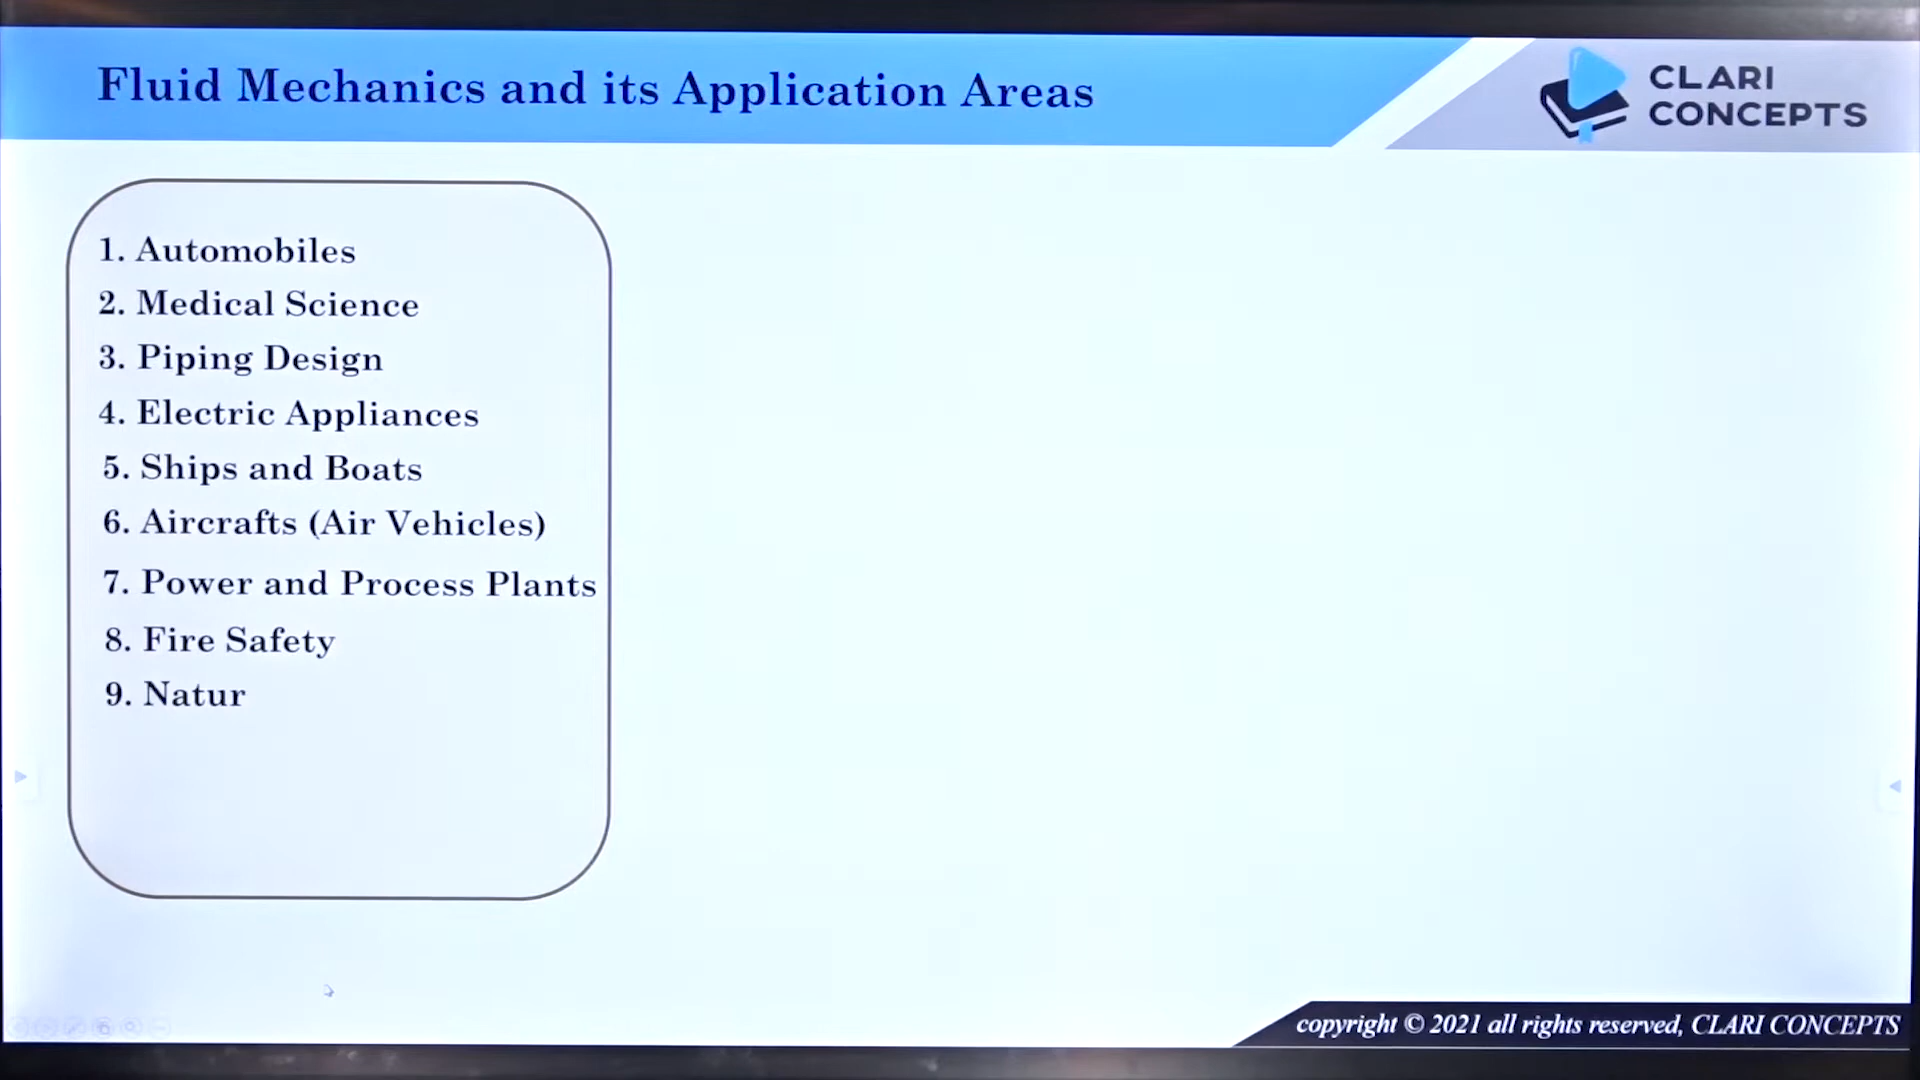 Fluid Mechanics and its Application Areas
CLARI
CONCEPTS
1. Automobiles
2. Medical Science
3. Piping Design
4. Electric Appliances
5. Ships and Boats
6. Aircrafts (Air Vehicles)
7. Power and Process Plants
8. Fire Safety
9. Natur
copyright © 2021 all rights reserved, CLARI CONCEPTS